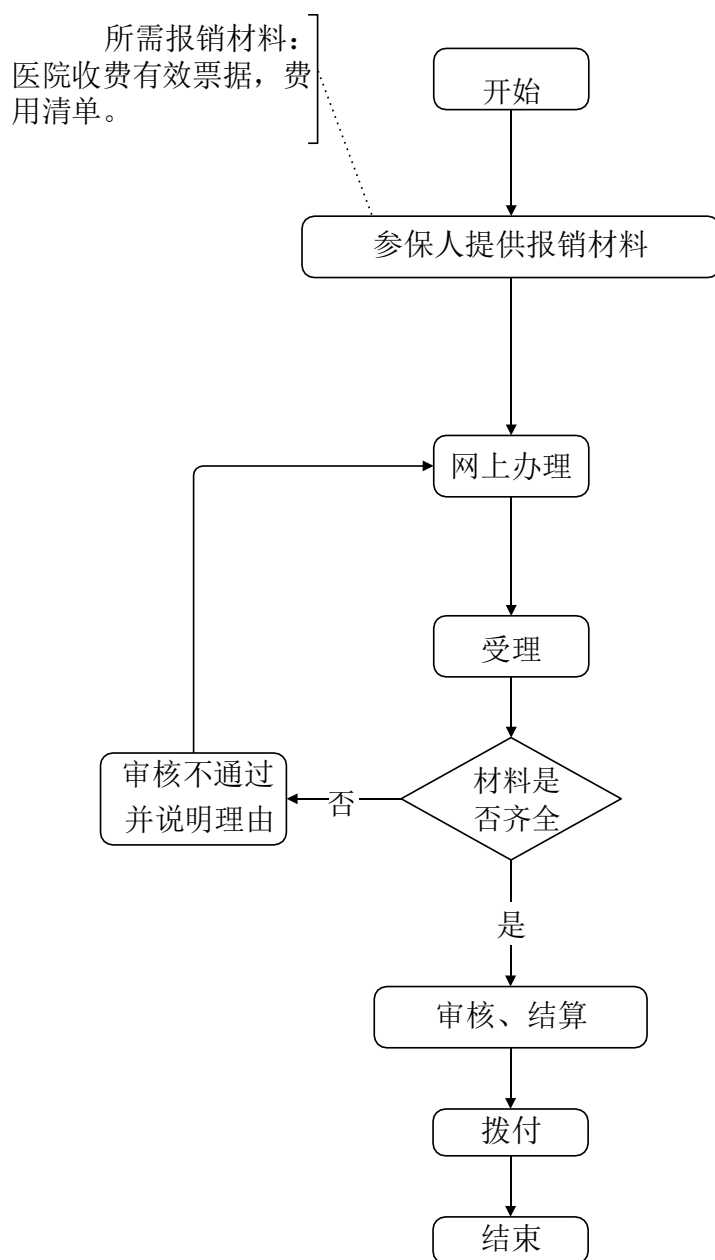 所需报销材料：
医院收费有效票据，费
用清单。
开始
参保人提供报销材料
网上办理
受理
材料是
否齐全
否
审核不通过
并说明理由
是
审核、结算
拨付
结束